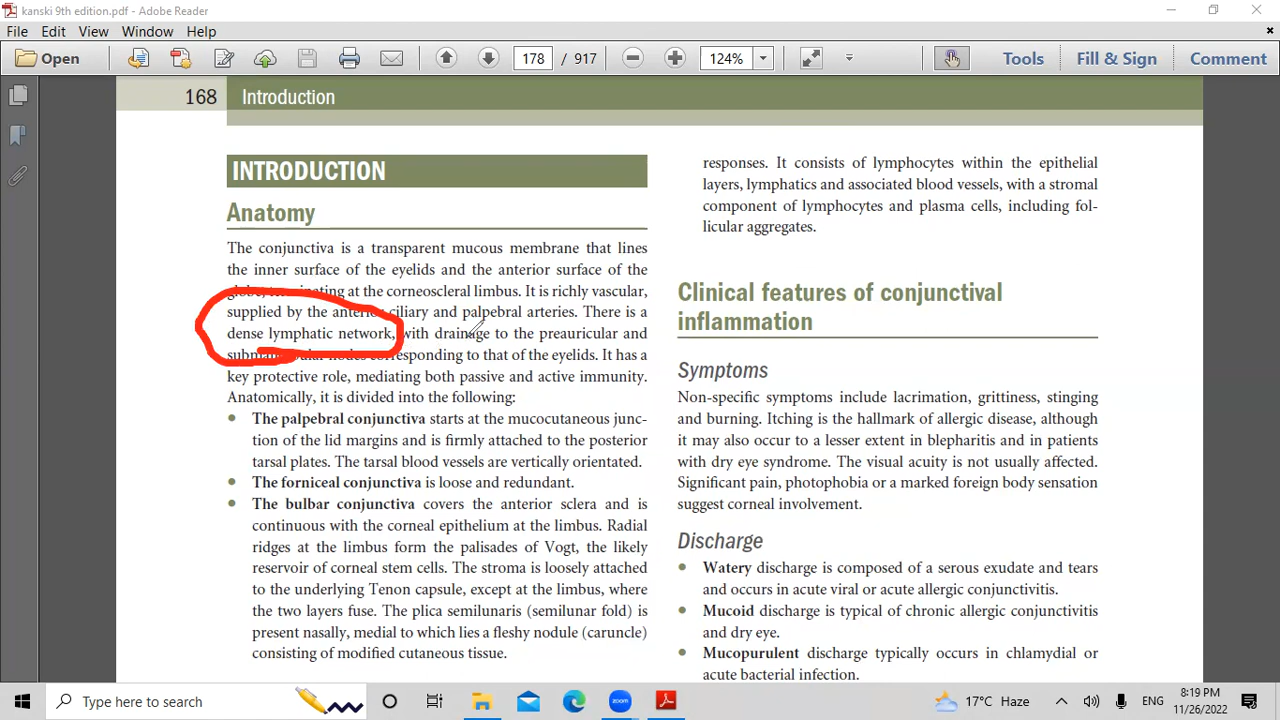 kanski 9th edition.pdf - Adobe Reader
File Edit View Window Help
Open 178 / 917 124% Tools Fill & Sign Comment
168 Introduction
INTRODUCTION
Anatomy
The conjunctiva is a transparent mucous membrane that lines
the inner surface of the eyelids and the anterior surface of the
globe, terminating at the corneoscleral limbus. It is richly vascular,
supplied by the anterior ciliary and palpebral arteries. There is a
dense lymphatic network, with drainage to the preauricular and
submandibular nodes corresponding to that of the eyelids. It has a
key protective role, mediating both passive and active immunity.
Anatomically, it is divided into the following:
• The palpebral conjunctiva starts at the mucocutaneous junc-
tion of the lid margins and is firmly attached to the posterior
tarsal plates. The tarsal blood vessels are vertically orientated.
• The forniceal conjunctiva is loose and redundant.
• The bulbar conjunctiva covers the anterior sclera and is
continuous with the corneal epithelium at the limbus. Radial
ridges at the limbus form the palisades of Vogt, the likely
reservoir of corneal stem cells. The stroma is loosely attached
to the underlying Tenon capsule, except at the limbus, where
the two layers fuse. The plica semilunaris (semilunar fold) is
present nasally, medial to which lies a fleshy nodule (caruncle)
consisting of modified cutaneous tissue.
responses. It consists of lymphocytes within the epithelial
layers, lymphatics and associated blood vessels, with a stromal
component of lymphocytes and plasma cells, including fol-
licular aggregates.
Clinical features of conjunctival
inflammation
Symptoms
Non-specific symptoms include lacrimation, grittiness, stinging
and burning. Itching is the hallmark of allergic disease, although
it may also occur to a lesser extent in blepharitis and in patients
with dry eye syndrome. The visual acuity is not usually affected.
Significant pain, photophobia or a marked foreign body sensation
suggest corneal involvement.
Discharge
• Watery discharge is composed of a serous exudate and tears
and occurs in acute viral or acute allergic conjunctivitis.
• Mucoid discharge is typical of chronic allergic conjunctivitis
and dry eye.
• Mucopurulent discharge typically occurs in chlamydial or
acute bacterial infection.
Type here to search
zoom
17°C Haze
ENG
8:19 PM
11/26/2022